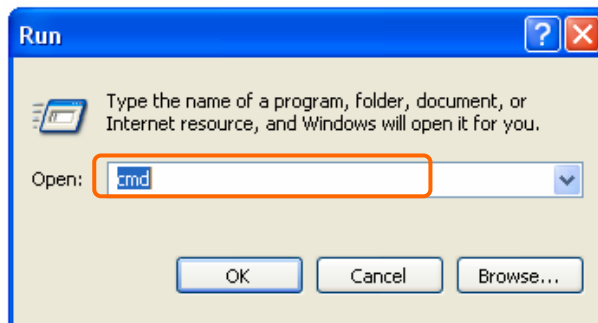 Run
Type the name of a program, folder, document, or
Internet resource, and Windows will open it for you.
Open: cmd
OK Cancel Browse...